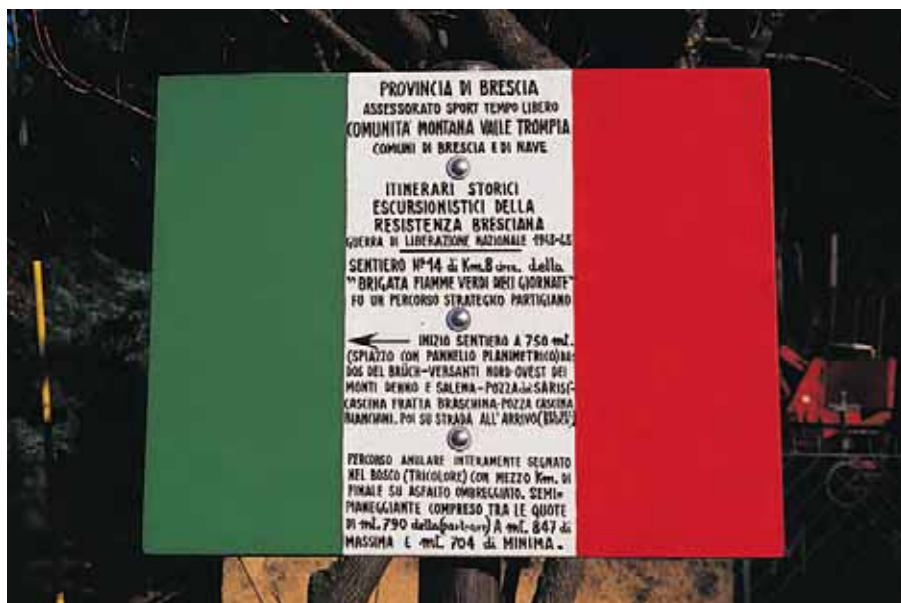 PROVINCIA DI BRESCIA
ASSESSORATO SPORT TEMPO LIBERO
COMUNITA' MONTANA VALLE TROMPIA
COMUNI DI BRESCIA E DI NAVE
ITINERARI STORICI
ESCURSIONISTICI DELLA
RESISTENZA BRESCIANA
GUERRA DI LIBERAZIONE NAZIONALE 1943-45
SENTIERO Nº14 di Km.8 circ. della
"BRIGATA FIAMME VERDI DIECI GIORNATE"
FU UN PERCORSO STRATEGICO PARTIGIANO
INIZIO SENTIERO A 750 mt.
(SPIAZZO CON PANNELLO PLANIMETRICO)
DOS DEL BRÜCH-VERSANTI NORD-OVEST DEI
MONTI DENNO E SALENA-POZZA dei SARISC-
CASCINA FRATTA BRASCHINA-POZZA CASCINA
BIANCHINI. POI SU STRADA ALL'ARRIVO
PERCORSO ANULARE INTERAMENTE SEGNATO
NEL BOSCO (TRICOLORE) CON MEZZO Km. DI
FINALE SU ASFALTO OMBREGGIATO. SEMI=
PIANEGGIANTE COMPRESO TRA LE QUOTE
DI mt. 790 della A mt. 847 di
MASSIMA E mt. 704 di MINIMA.